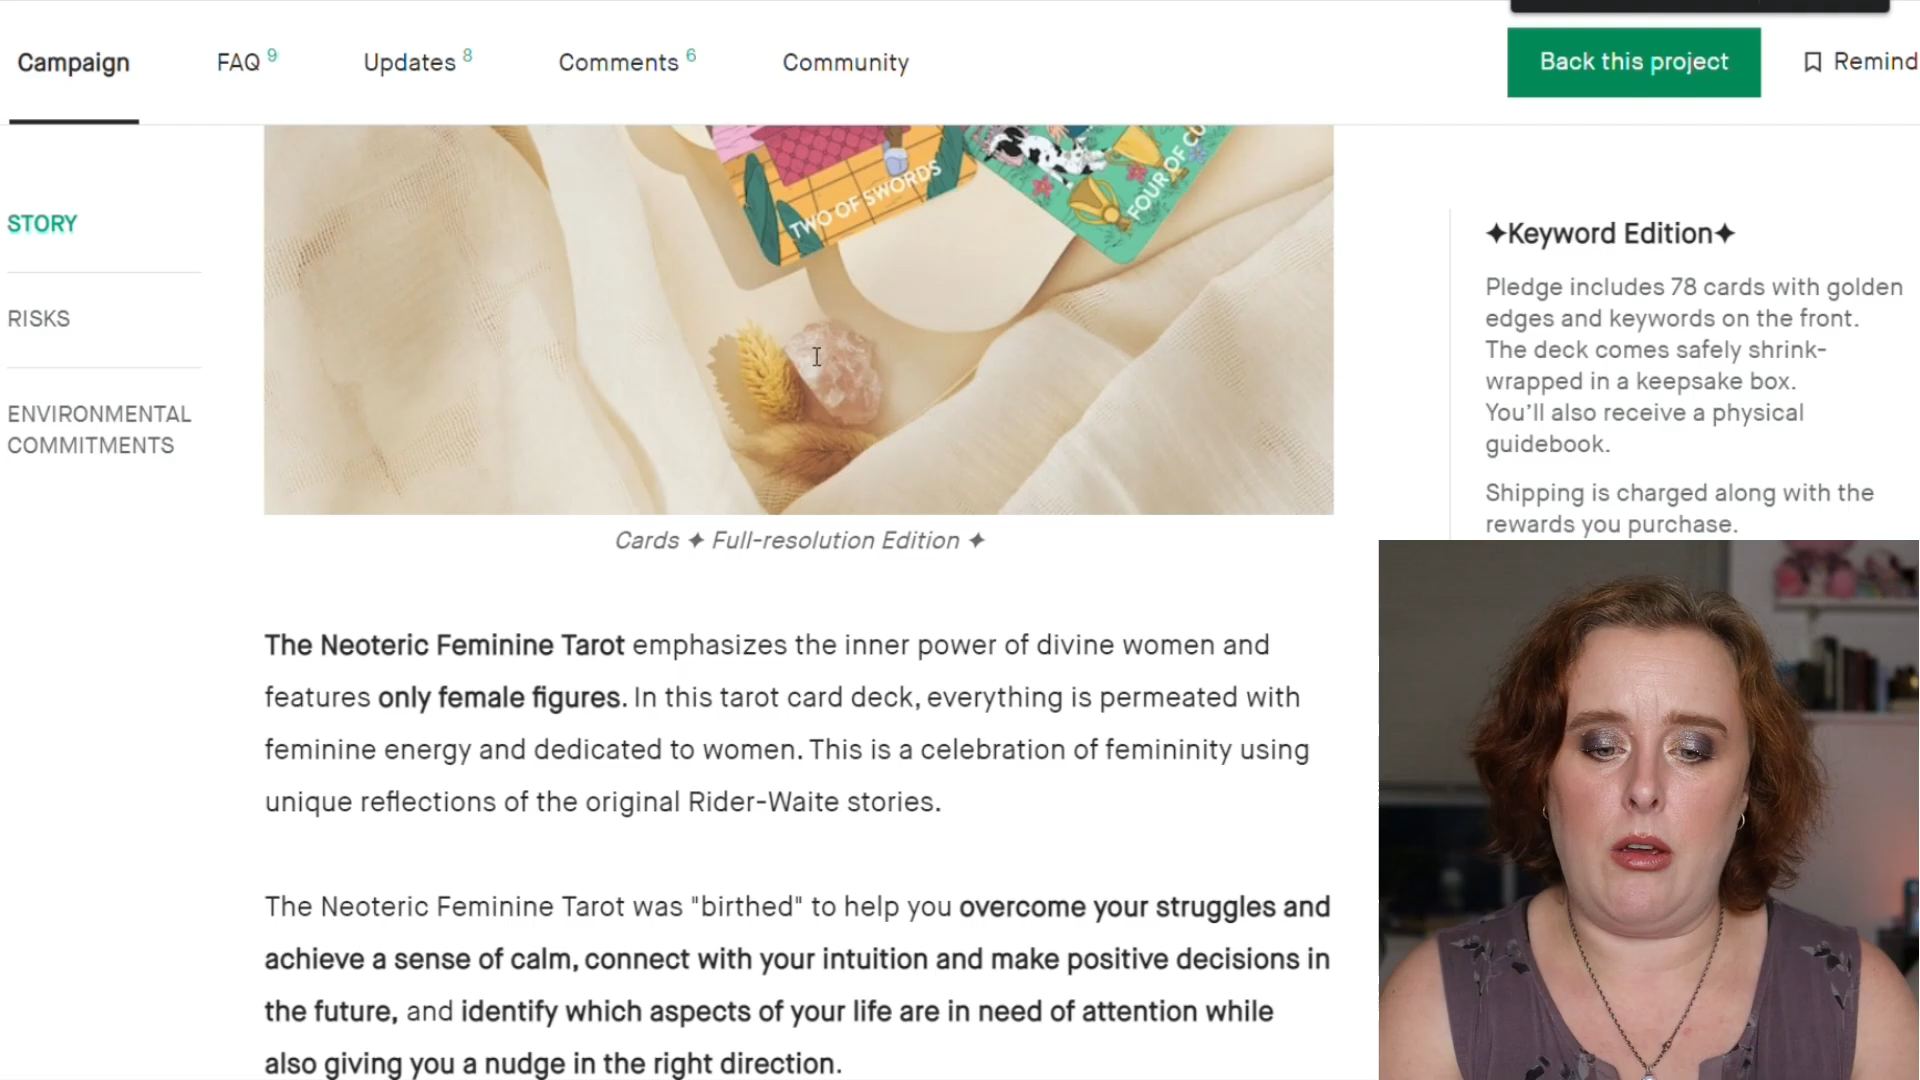 Campaign
FAQ 9
Updates 8
Comments 6
Community
Back this project
Remind
STORY
RISKS
ENVIRONMENTAL
COMMITMENTS
TWO OF SWORDS
FOUR OF CU
Cards ✦ Full-resolution Edition ✦
The Neoteric Feminine Tarot emphasizes the inner power of divine women and
features only female figures. In this tarot card deck, everything is permeated with
feminine energy and dedicated to women. This is a celebration of femininity using
unique reflections of the original Rider-Waite stories.
The Neoteric Feminine Tarot was "birthed" to help you overcome your struggles and
achieve a sense of calm, connect with your intuition and make positive decisions in
the future, and identify which aspects of your life are in need of attention while
also giving you a nudge in the right direction.
✦Keyword Edition✦
Pledge includes 78 cards with golden
edges and keywords on the front.
The deck comes safely shrink-
wrapped in a keepsake box.
You'll also receive a physical
guidebook.
Shipping is charged along with the
rewards you purchase.